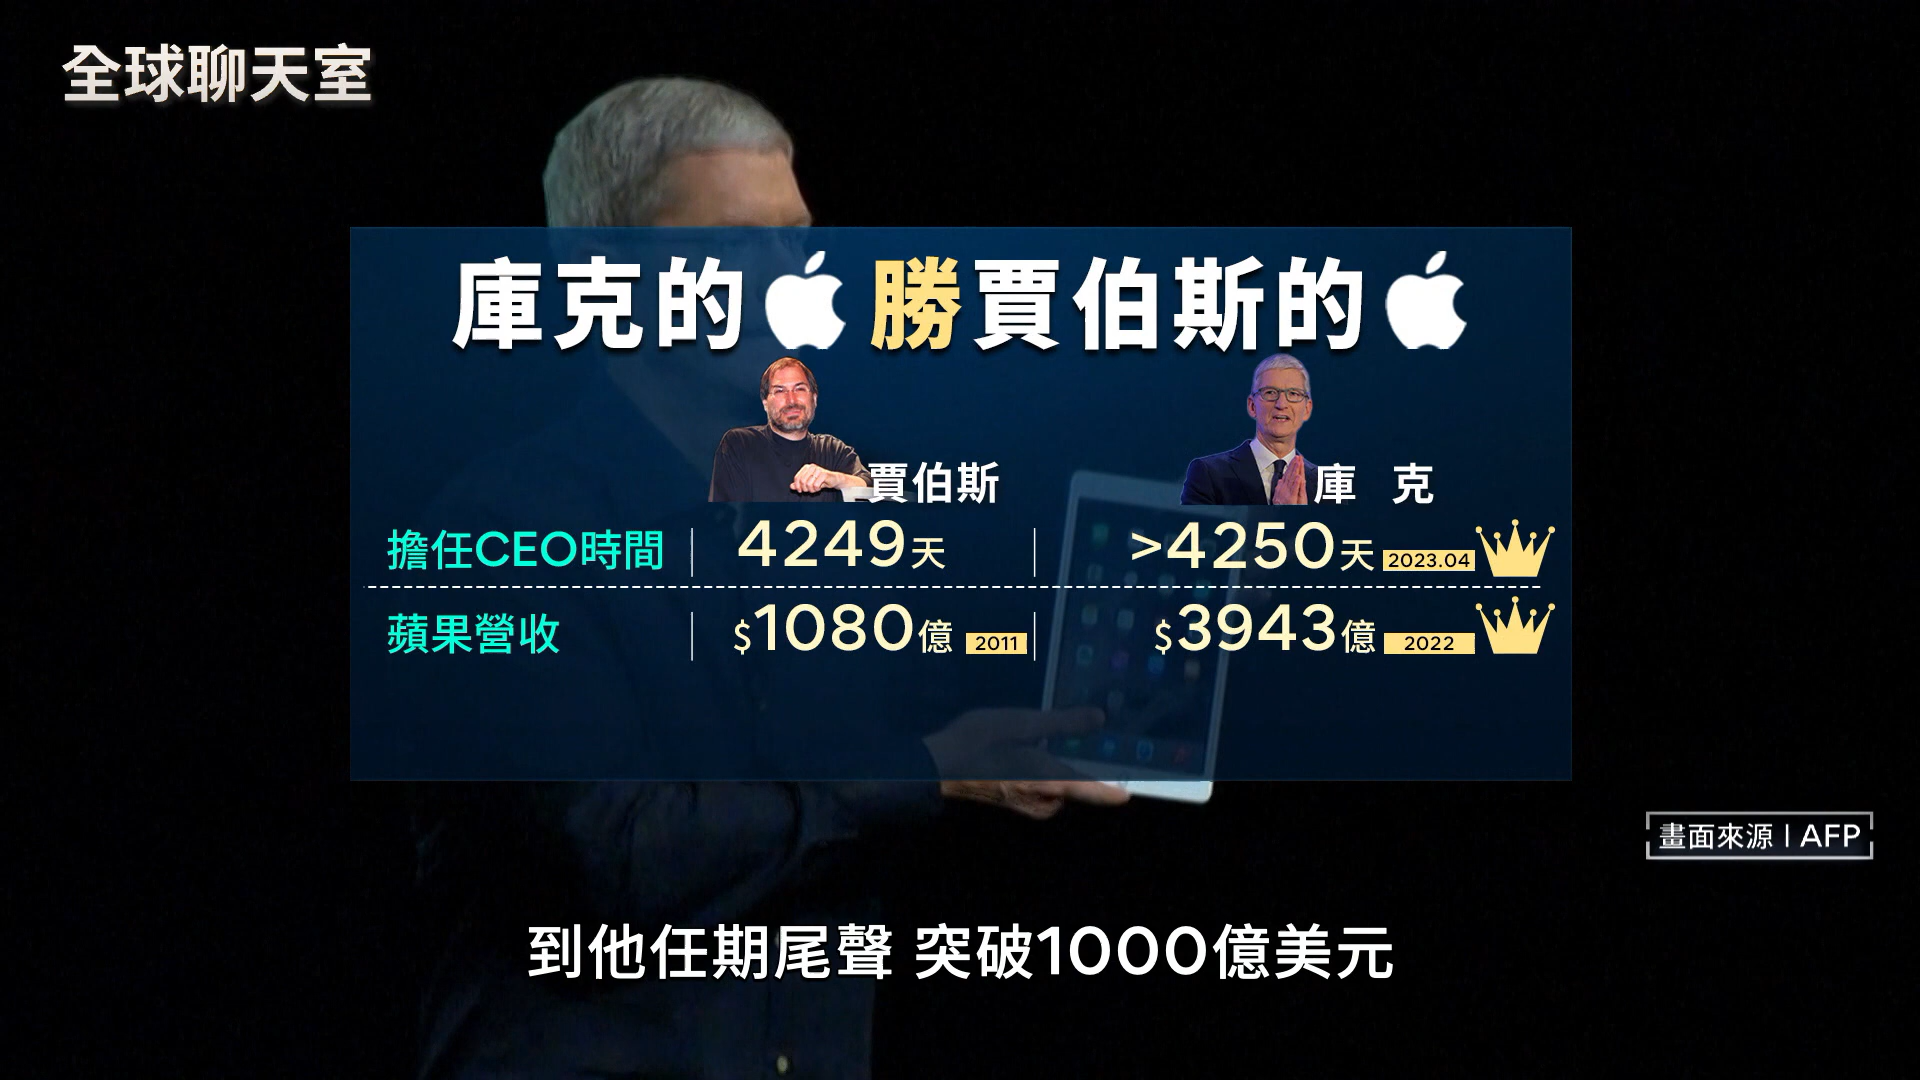 全球聊天室
庫克的勝賈伯斯的
賈伯斯 庫 克
擔任CEO時間 4249天 >4250天 2023.04
蘋果營收 $1080億 2011 $3943億 2022
畫面來源 | AFP
到他任期尾聲 突破1000億美元